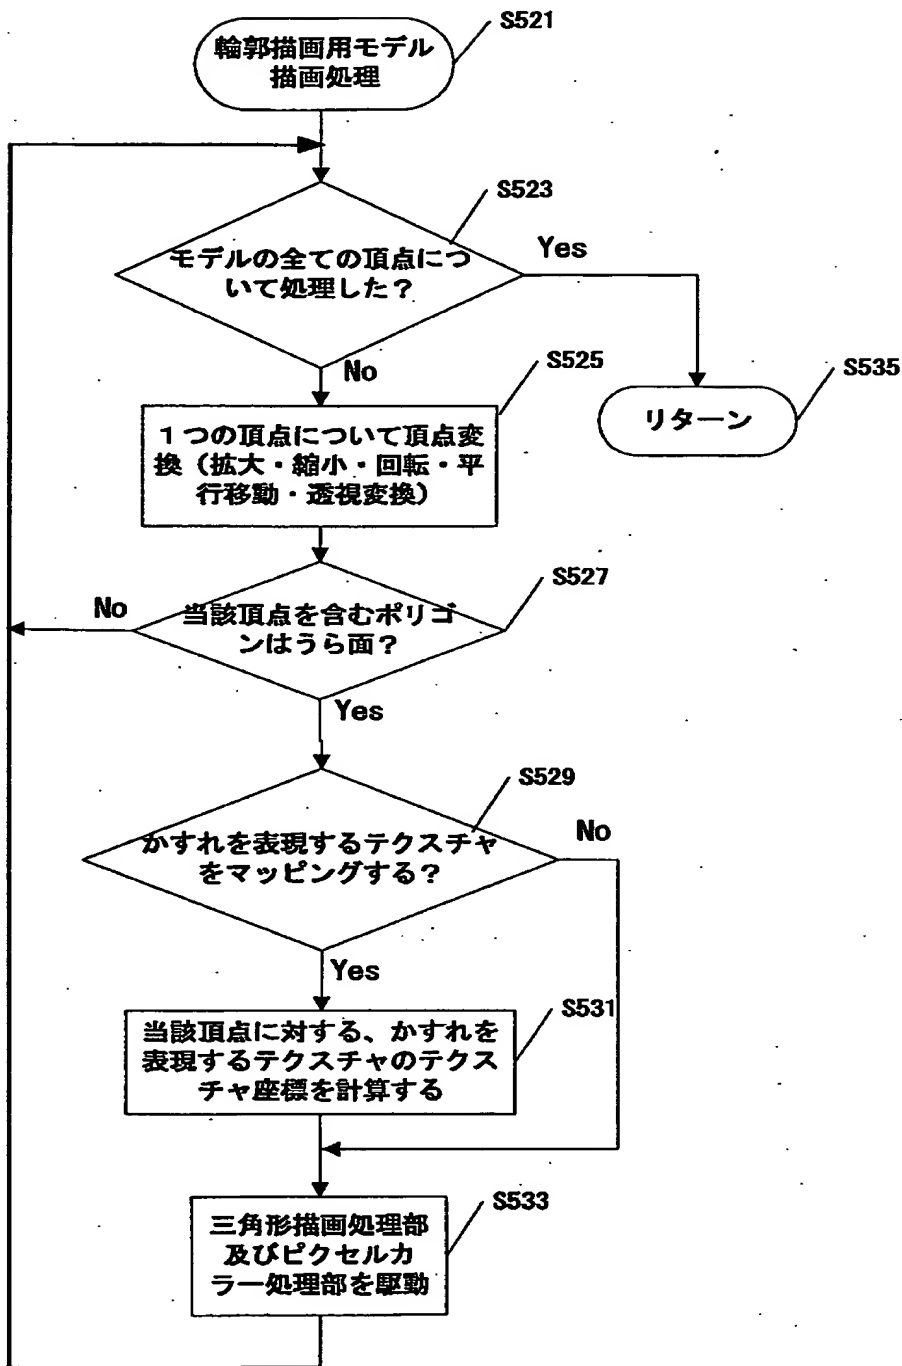 S521
輪郭描画用モデル
描画処理
S523
モデルの全ての頂点につ
いて処理した？
Yes
No
S525
S535
リターン
１つの頂点について頂点変
換（拡大・縮小・回転・平
行移動・透視変換）
S527
No
当該頂点を含むポリゴ
ンはうら面？
Yes
S529
かすれを表現するテクスチャ
をマッピングする？
No
Yes
S531
当該頂点に対する、かすれを
表現するテクスチャのテクス
チャ座標を計算する
S533
三角形描画処理部
及びピクセルカ
ラー処理部を駆動